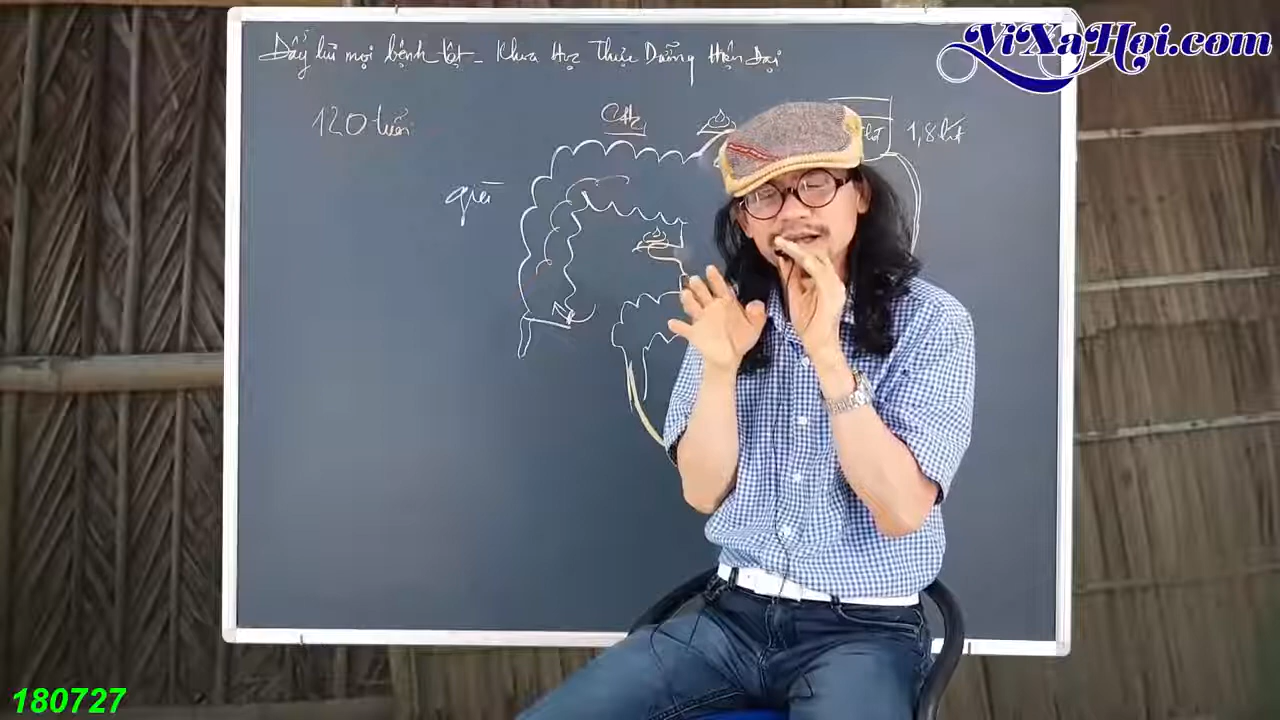 Đẩy lùi mọi bệnh tật - Khoa Học Thực Dưỡng Hiện Đại
ViXaHoi.com
120 tuổi
CH4
1,8 lít
già
180727